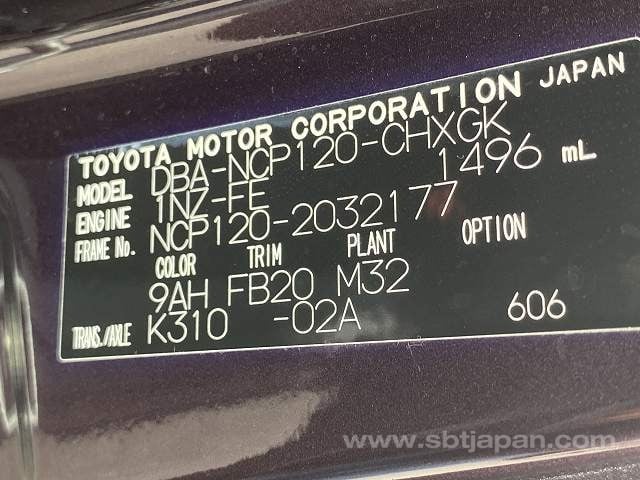 TOYOTA MOTOR CORPORATION JAPAN
MODEL DBA-NCP120-CHXGK
ENGINE 1NZ-FE 1496 mL
FRAME No. NCP120-2032177
COLOR TRIM PLANT OPTION
9AH FB20 M32
TRANS./AXLE K310 -02A 606
www.sbtjapan.com